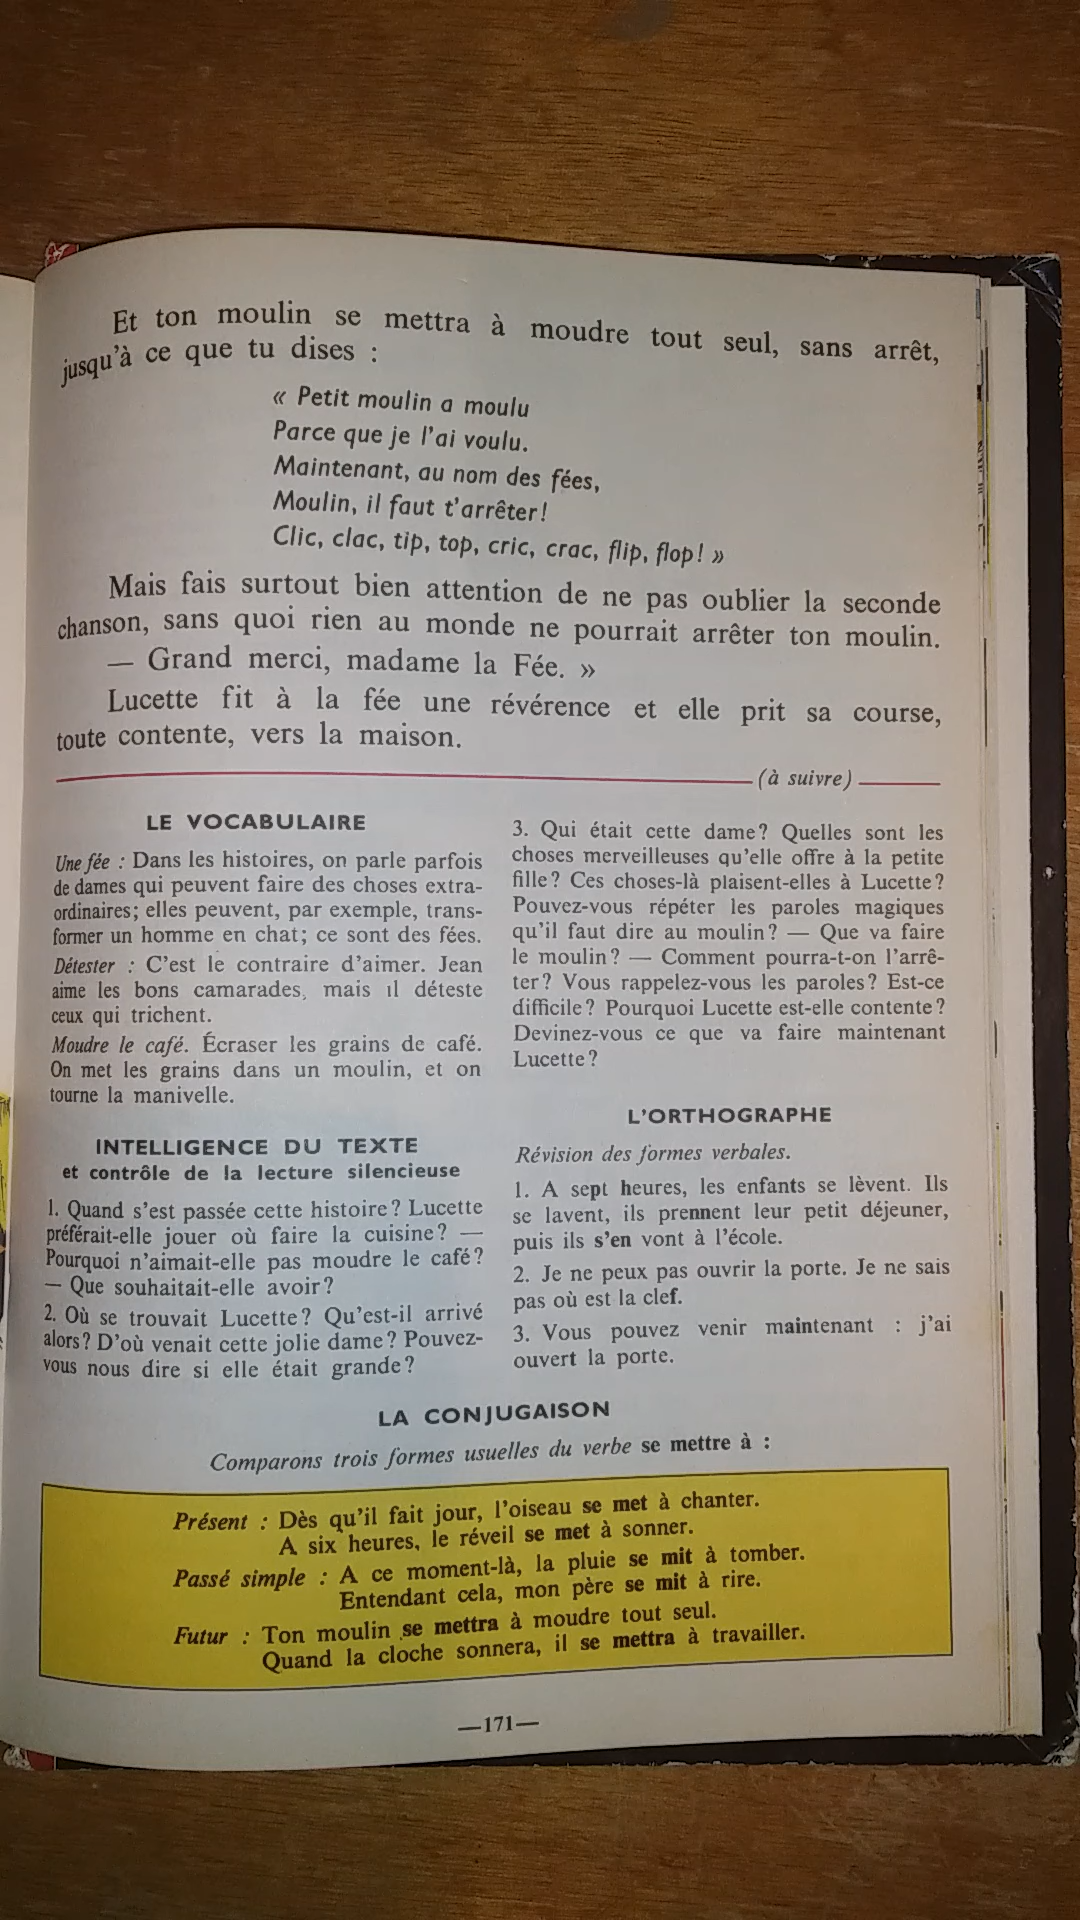 Et ton moulin se mettra à moudre tout seul, sans arrêt,
jusqu'à ce que tu dises :
« Petit moulin a moulu
Parce que je l'ai voulu.
Maintenant, au nom des fées,
Moulin, il faut t'arrêter!
Clic, clac, tip, top, cric, crac, flip, flop! »
Mais fais surtout bien attention de ne pas oublier la seconde
chanson, sans quoi rien au monde ne pourrait arrêter ton moulin.
— Grand merci, madame la Fée. »
Lucette fit à la fée une révérence et elle prit sa course,
toute contente, vers la maison.
(à suivre)
LE VOCABULAIRE
Une fée : Dans les histoires, on parle parfois
de dames qui peuvent faire des choses extra-
ordinaires; elles peuvent, par exemple, trans-
former un homme en chat; ce sont des fées.
Détester : C'est le contraire d'aimer. Jean
aime les bons camarades, mais il déteste
ceux qui trichent.
Moudre le café. Écraser les grains de café.
On met les grains dans un moulin, et on
tourne la manivelle.
INTELLIGENCE DU TEXTE
et contrôle de la lecture silencieuse
1. Quand s'est passée cette histoire? Lucette
préférait-elle jouer où faire la cuisine? —
Pourquoi n'aimait-elle pas moudre le café?
— Que souhaitait-elle avoir?
2. Où se trouvait Lucette? Qu'est-il arrivé
alors? D'où venait cette jolie dame? Pouvez-
vous nous dire si elle était grande?
3. Qui était cette dame? Quelles sont les
choses merveilleuses qu'elle offre à la petite
fille? Ces choses-là plaisent-elles à Lucette?
Pouvez-vous répéter les paroles magiques
qu'il faut dire au moulin? — Que va faire
le moulin? — Comment pourra-t-on l'arrê-
ter? Vous rappelez-vous les paroles? Est-ce
difficile? Pourquoi Lucette est-elle contente?
Devinez-vous ce que va faire maintenant
Lucette?
L'ORTHOGRAPHE
Révision des formes verbales.
1. A sept heures, les enfants se lèvent. Ils
se lavent, ils prennent leur petit déjeuner,
puis ils s'en vont à l'école.
2. Je ne peux pas ouvrir la porte. Je ne sais
pas où est la clef.
3. Vous pouvez venir maintenant : j'ai
ouvert la porte.
LA CONJUGAISON
Comparons trois formes usuelles du verbe se mettre à :
Présent : Dès qu'il fait jour, l'oiseau se met à chanter.
A six heures, le réveil se met à sonner.
Passé simple : A ce moment-là, la pluie se mit à tomber.
Entendant cela, mon père se mit à rire.
Futur : Ton moulin se mettra à moudre tout seul.
Quand la cloche sonnera, il se mettra à travailler.
—171—